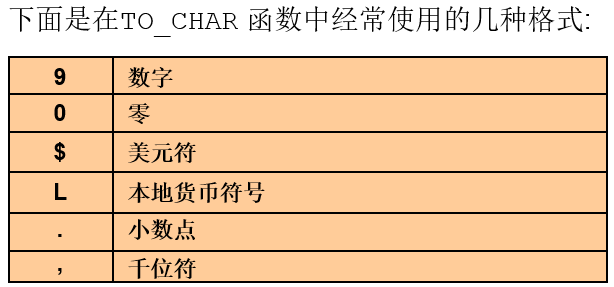 下面是在TO_CHAR 函数中经常使用的几种格式:
9 数字
0 零
$ 美元符
L 本地货币符号
. 小数点
, 千位符